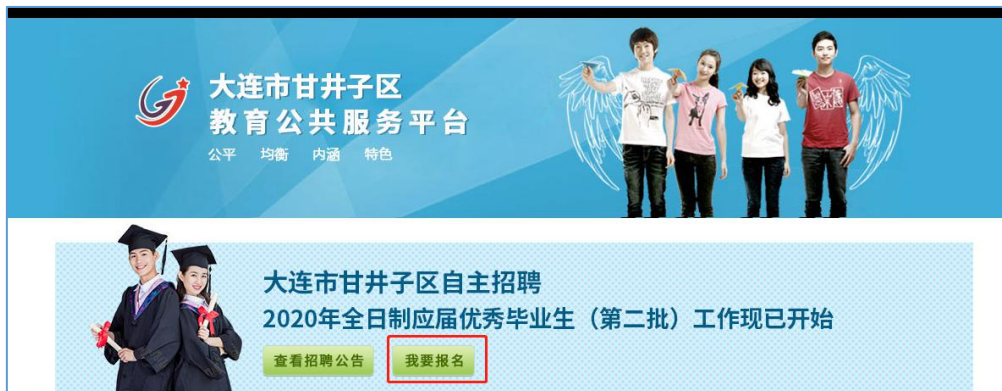 大连市甘井子区
教育公共服务平台
公平 均衡 内涵 特色
大连市甘井子区自主招聘
2020年全日制应届优秀毕业生（第二批）工作现已开始
查看招聘公告 我要报名